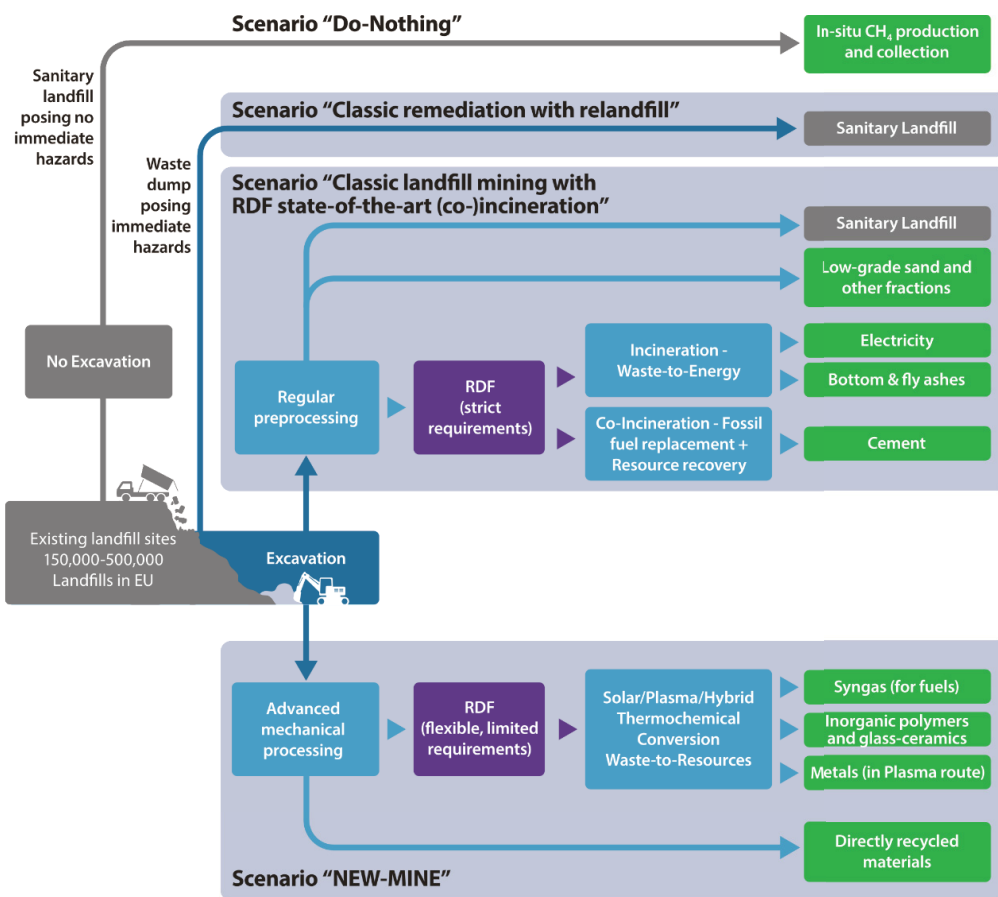 Scenario “Do-Nothing”
In-situ CH₄ production
and collection
Sanitary
landfill
posing no
immediate
hazards
Scenario “Classic remediation with relandfill”
Sanitary Landfill
Waste
dump
posing
immediate
hazards
Scenario “Classic landfill mining with
RDF state-of-the-art (co-)incineration”
Sanitary Landfill
Low-grade sand and
other fractions
No Excavation
Regular
preprocessing
RDF
(strict
requirements)
Incineration -
Waste-to-Energy
Electricity
Bottom & fly ashes
Co-Incineration - Fossil
fuel replacement +
Resource recovery
Cement
Existing landfill sites
150,000-500,000
Landfills in EU
Excavation
Advanced
mechanical
processing
RDF
(flexible, limited
requirements)
Solar/Plasma/Hybrid
Thermochemical
Conversion
Waste-to-Resources
Syngas (for fuels)
Inorganic polymers
and glass-ceramics
Metals (in Plasma route)
Directly recycled
materials
Scenario “NEW-MINE”